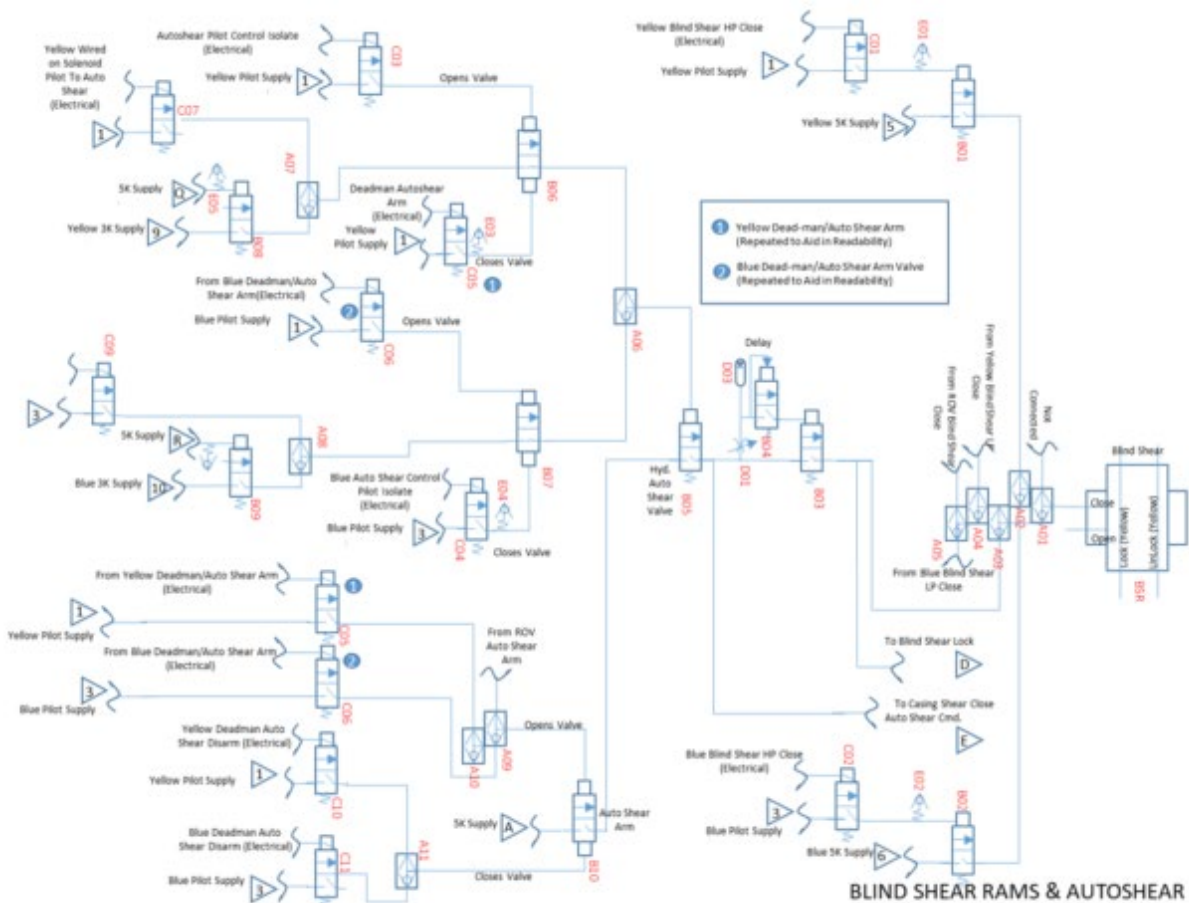 Autoshear Pilot Control Isolate
(Electrical)
C03
Yellow Pilot Supply
1
Opens Valve
Yellow Wired
on Solenoid
Pilot To Auto
Shear
(Electrical)
1
C07
A07
5K Supply
Q
E05
Yellow 3K Supply
9
B08
B06
Deadman Autoshear
Arm
(Electrical)
Yellow
Pilot Supply
1
E03
C05
1
Closes Valve
From Blue Deadman/Auto
Shear Arm(Electrical)
2
Blue Pilot Supply
1
C06
Opens Valve
A06
C09
3
5K Supply
R
Blue 3K Supply
10
B09
A08
B07
Blue Auto Shear Control
Pilot Isolate
(Electrical)
Blue Pilot Supply
3
E04
C04
Closes Valve
Yellow Blind Shear HP Close
(Electrical)
C01
E01
Yellow Pilot Supply
1
Yellow 5K Supply
5
B01
1 Yellow Dead-man/Auto Shear Arm
(Repeated to Aid in Readability)
2 Blue Dead-man/Auto Shear Arm Valve
(Repeated to Aid in Readability)
Delay
D03
B04
D01
B03
Hyd.
Auto
Shear
Valve
B05
From ROV Blind Shear
Close
From Yellow Blind Shear LP
Close
Not
Connected
A05
A04
A03
A02
A01
From Blue Blind Shear
LP Close
Blind Shear
Close
Open
Lock (Typical)
Unlock (Typical)
BSR
From Yellow Deadman/Auto Shear Arm
(Electrical)
1
1
Yellow Pilot Supply
C05
From Blue Deadman/Auto Shear Arm
(Electrical)
2
3
Blue Pilot Supply
C06
From ROV
Auto Shear
Arm
Opens Valve
A10
A09
Yellow Deadman Auto
Shear Disarm (Electrical)
Yellow Pilot Supply
1
C10
Blue Deadman Auto
Shear Disarm (Electrical)
Blue Pilot Supply
3
C11
A11
Closes Valve
5K Supply
A
Auto Shear
Arm
B10
To Blind Shear Lock
D
To Casing Shear Close
Auto Shear Cmd.
E
Blue Blind Shear HP Close
(Electrical)
C02
E02
B02
3
Blue Pilot Supply
Blue 5K Supply
6
BLIND SHEAR RAMS & AUTOSHEAR